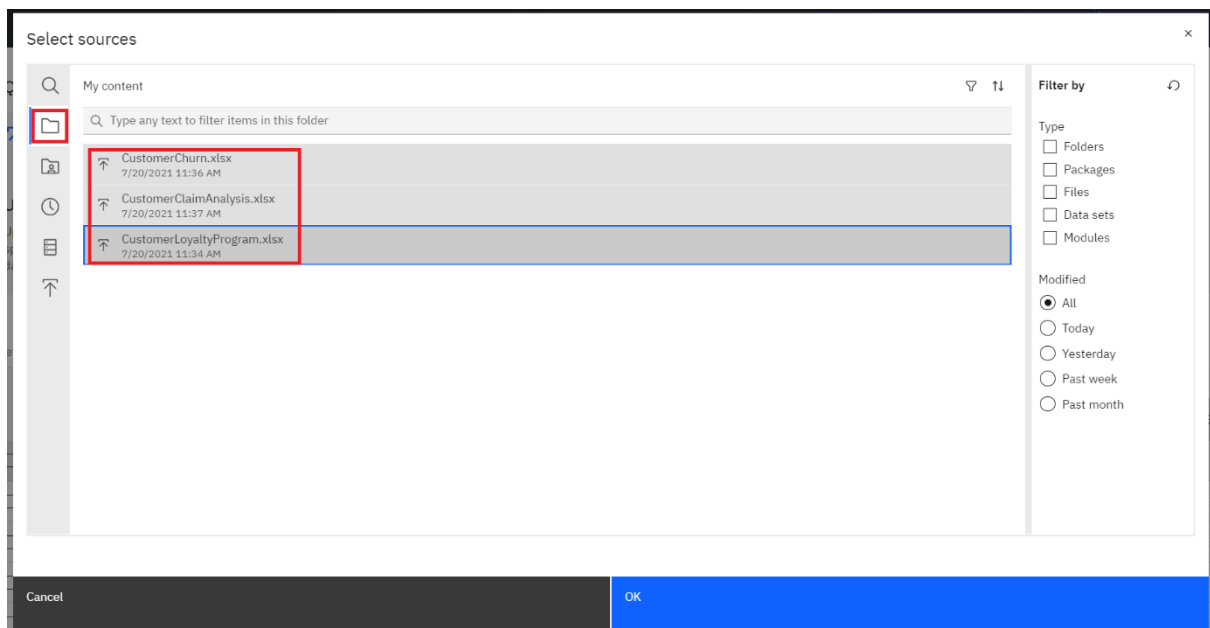 Select sources
×
My content
Type any text to filter items in this folder
CustomerChurn.xlsx
7/20/2021 11:36 AM
CustomerClaimAnalysis.xlsx
7/20/2021 11:37 AM
CustomerLoyaltyProgram.xlsx
7/20/2021 11:34 AM
Filter by
Type
Folders
Packages
Files
Data sets
Modules
Modified
All
Today
Yesterday
Past week
Past month
Cancel
OK